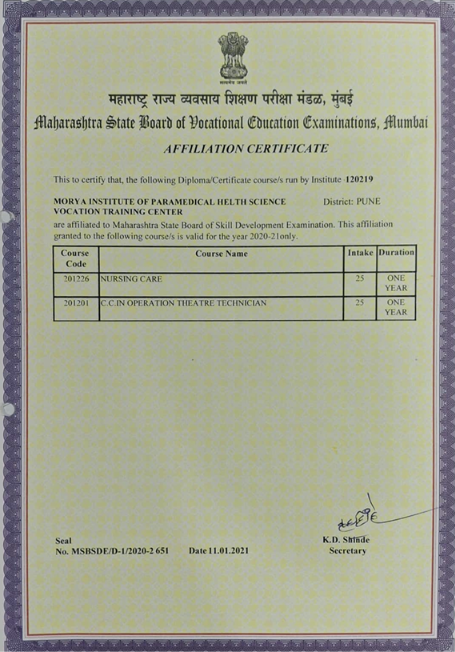 सत्यमेव जयते
महाराष्ट्र राज्य व्यवसाय शिक्षण परीक्षा मंडळ, मुंबई
Maharashtra State Board of Vocational Education Examinations, Mumbai
AFFILIATION CERTIFICATE
This to certify that, the following Diploma/Certificate course/s run by Institute -120219
MORYA INSTITUTE OF PARAMEDICAL HELTH SCIENCE District: PUNE
VOCATION TRAINING CENTER
are affiliated to Maharashtra State Board of Skill Development Examination. This affiliation
granted to the following course/s is valid for the year 2020-21only.
Course Code Course Name Intake Duration
201226 NURSING CARE 25 ONE YEAR
201201 C.C.IN OPERATION THEATRE TECHNICIAN 25 ONE YEAR
Seal K.D. Shinde
No. MSBSDE/D-1/2020-2 651 Date 11.01.2021 Secretary